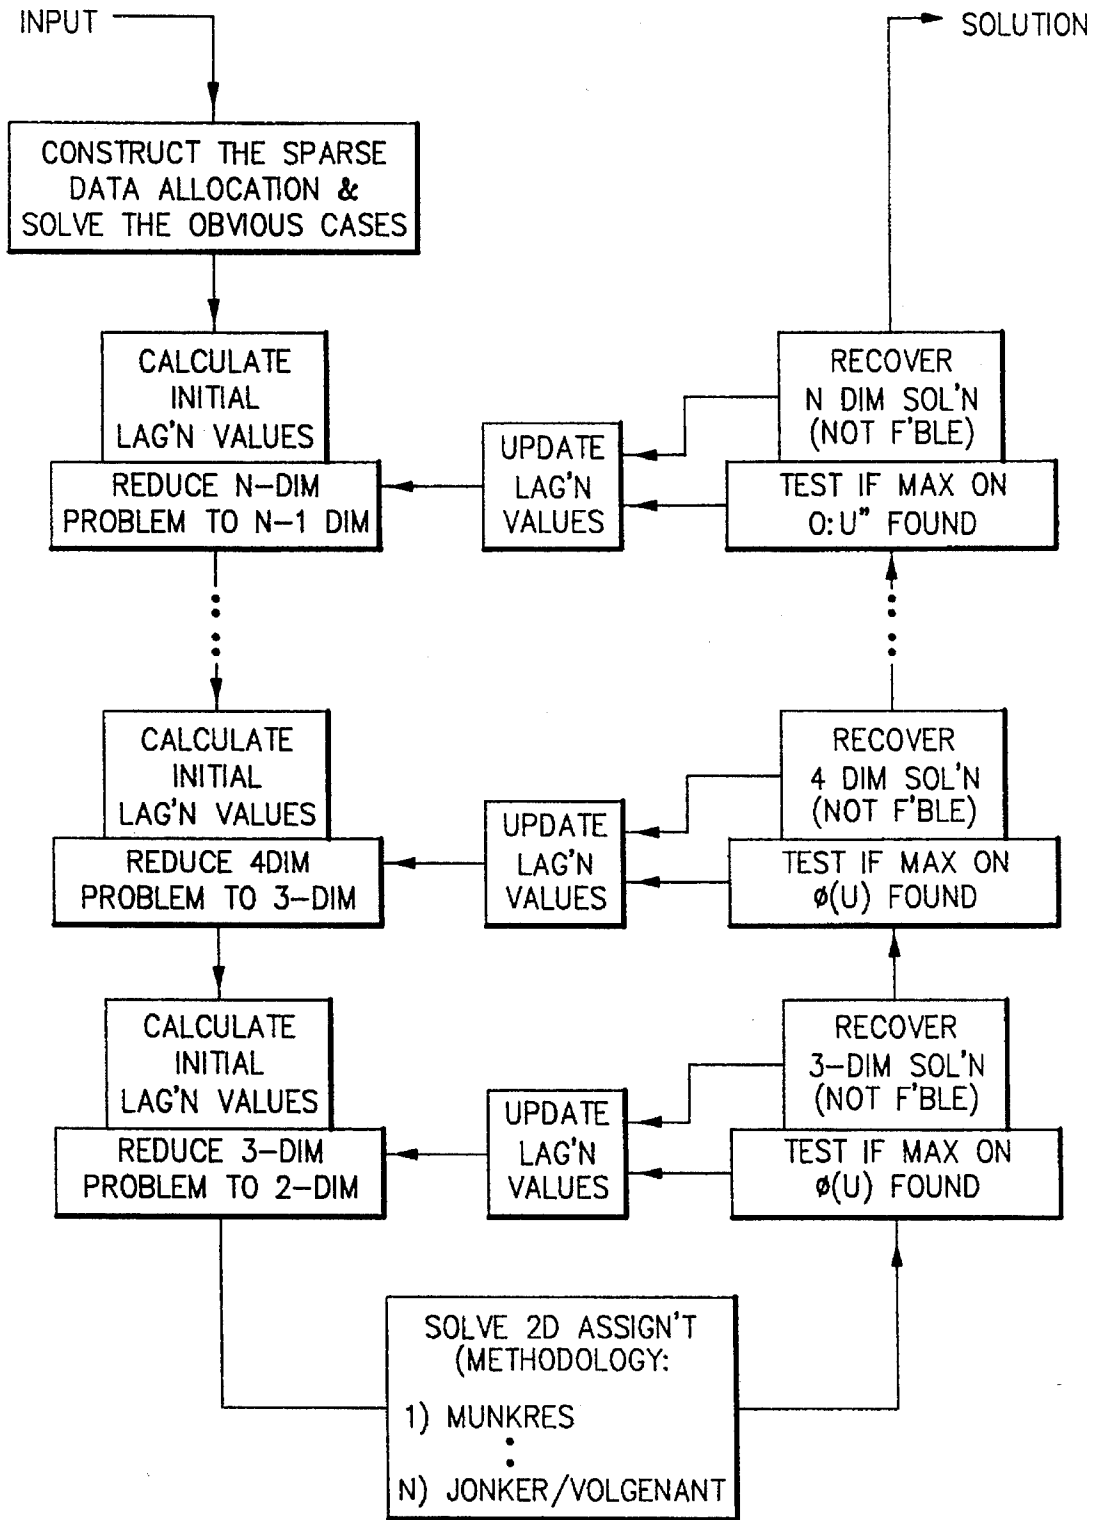 INPUT
SOLUTION
CONSTRUCT THE SPARSE
DATA ALLOCATION &
SOLVE THE OBVIOUS CASES
CALCULATE
INITIAL
LAG'N VALUES
REDUCE N-DIM
PROBLEM TO N-1 DIM
UPDATE
LAG'N
VALUES
RECOVER
N DIM SOL'N
(NOT F'BLE)
TEST IF MAX ON
O:U" FOUND
CALCULATE
INITIAL
LAG'N VALUES
REDUCE 4DIM
PROBLEM TO 3-DIM
UPDATE
LAG'N
VALUES
RECOVER
4 DIM SOL'N
(NOT F'BLE)
TEST IF MAX ON
ø(U) FOUND
CALCULATE
INITIAL
LAG'N VALUES
REDUCE 3-DIM
PROBLEM TO 2-DIM
UPDATE
LAG'N
VALUES
RECOVER
3-DIM SOL'N
(NOT F'BLE)
TEST IF MAX ON
ø(U) FOUND
SOLVE 2D ASSIGN'T
(METHODOLOGY:
1) MUNKRES
N) JONKER/VOLGENANT